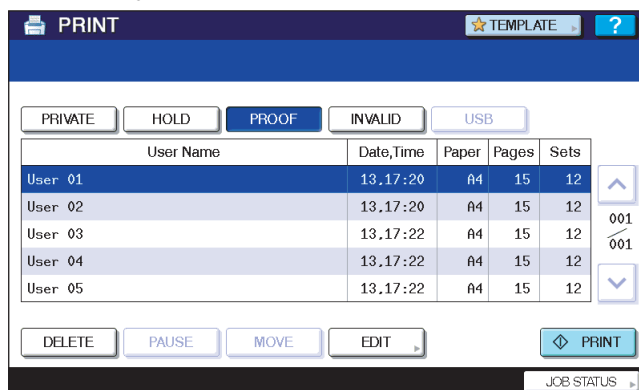 PRINT TEMPLATE ?
PRIVATE HOLD PROOF INVALID USB
User Name Date,Time Paper Pages Sets
User 01 13,17:20 A4 15 12
User 02 13,17:20 A4 15 12
User 03 13,17:22 A4 15 12
User 04 13,17:22 A4 15 12
User 05 13,17:22 A4 15 12
001
001
DELETE PAUSE MOVE EDIT PRINT
JOB STATUS